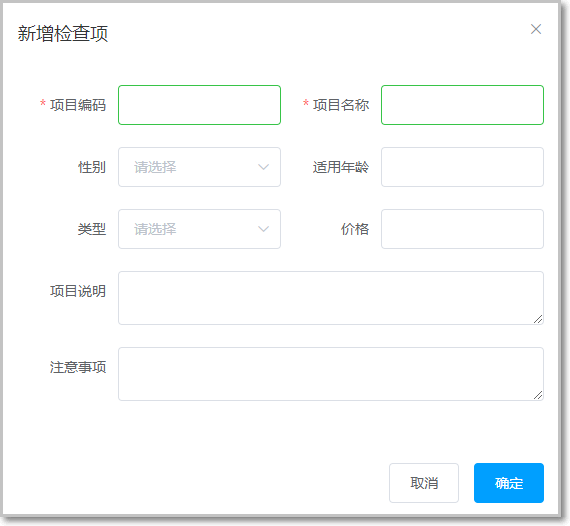 新增检查项
* 项目编码 * 项目名称
性别 请选择 适用年龄
类型 请选择 价格
项目说明
注意事项
取消 确定